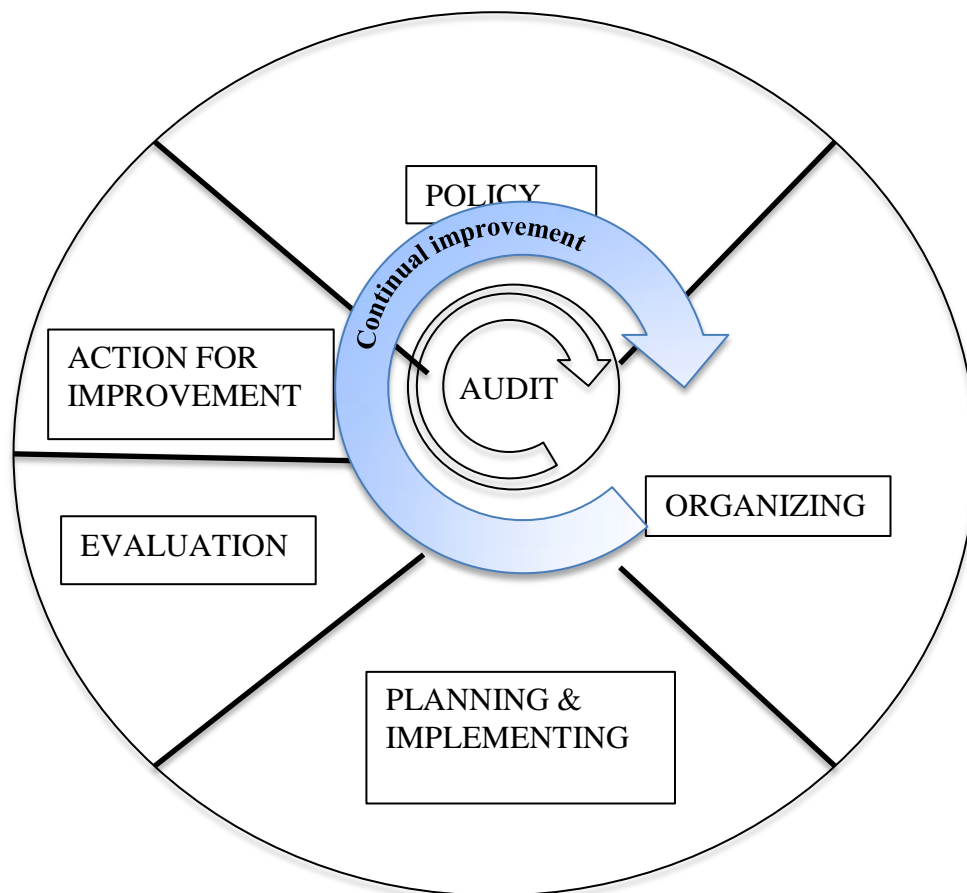 POLICY
Continual improvement
ACTION FOR
IMPROVEMENT
AUDIT
ORGANIZING
EVALUATION
PLANNING &
IMPLEMENTING